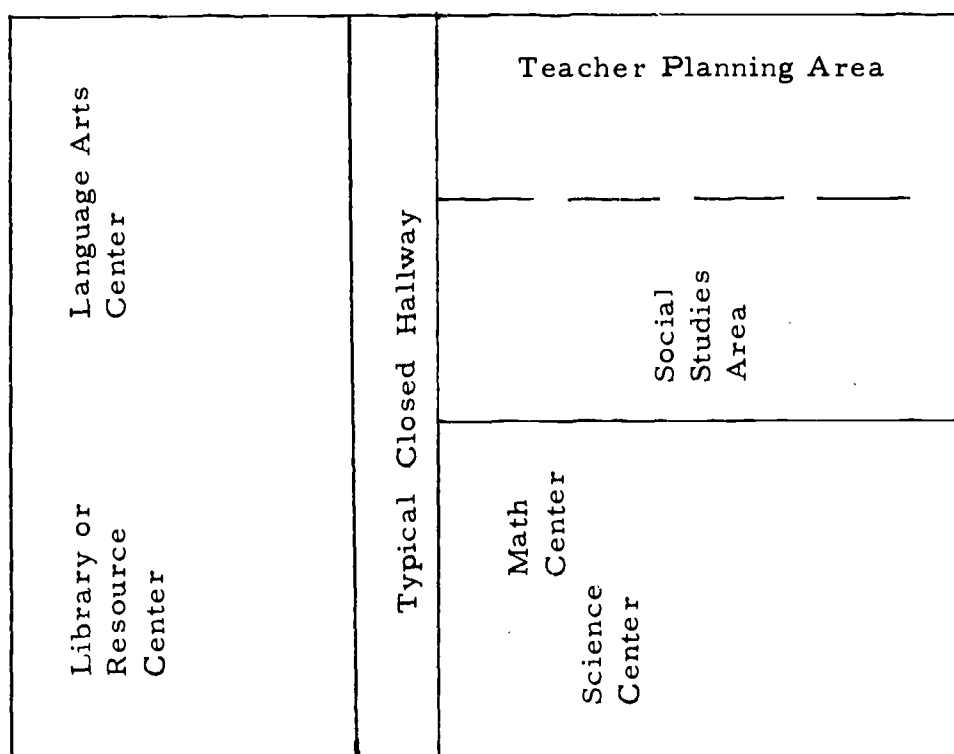 Teacher Planning Area
Language Arts
Center
Typical Closed Hallway
Social
Studies
Area
Library or
Resource
Center
Math
Center
Science
Center